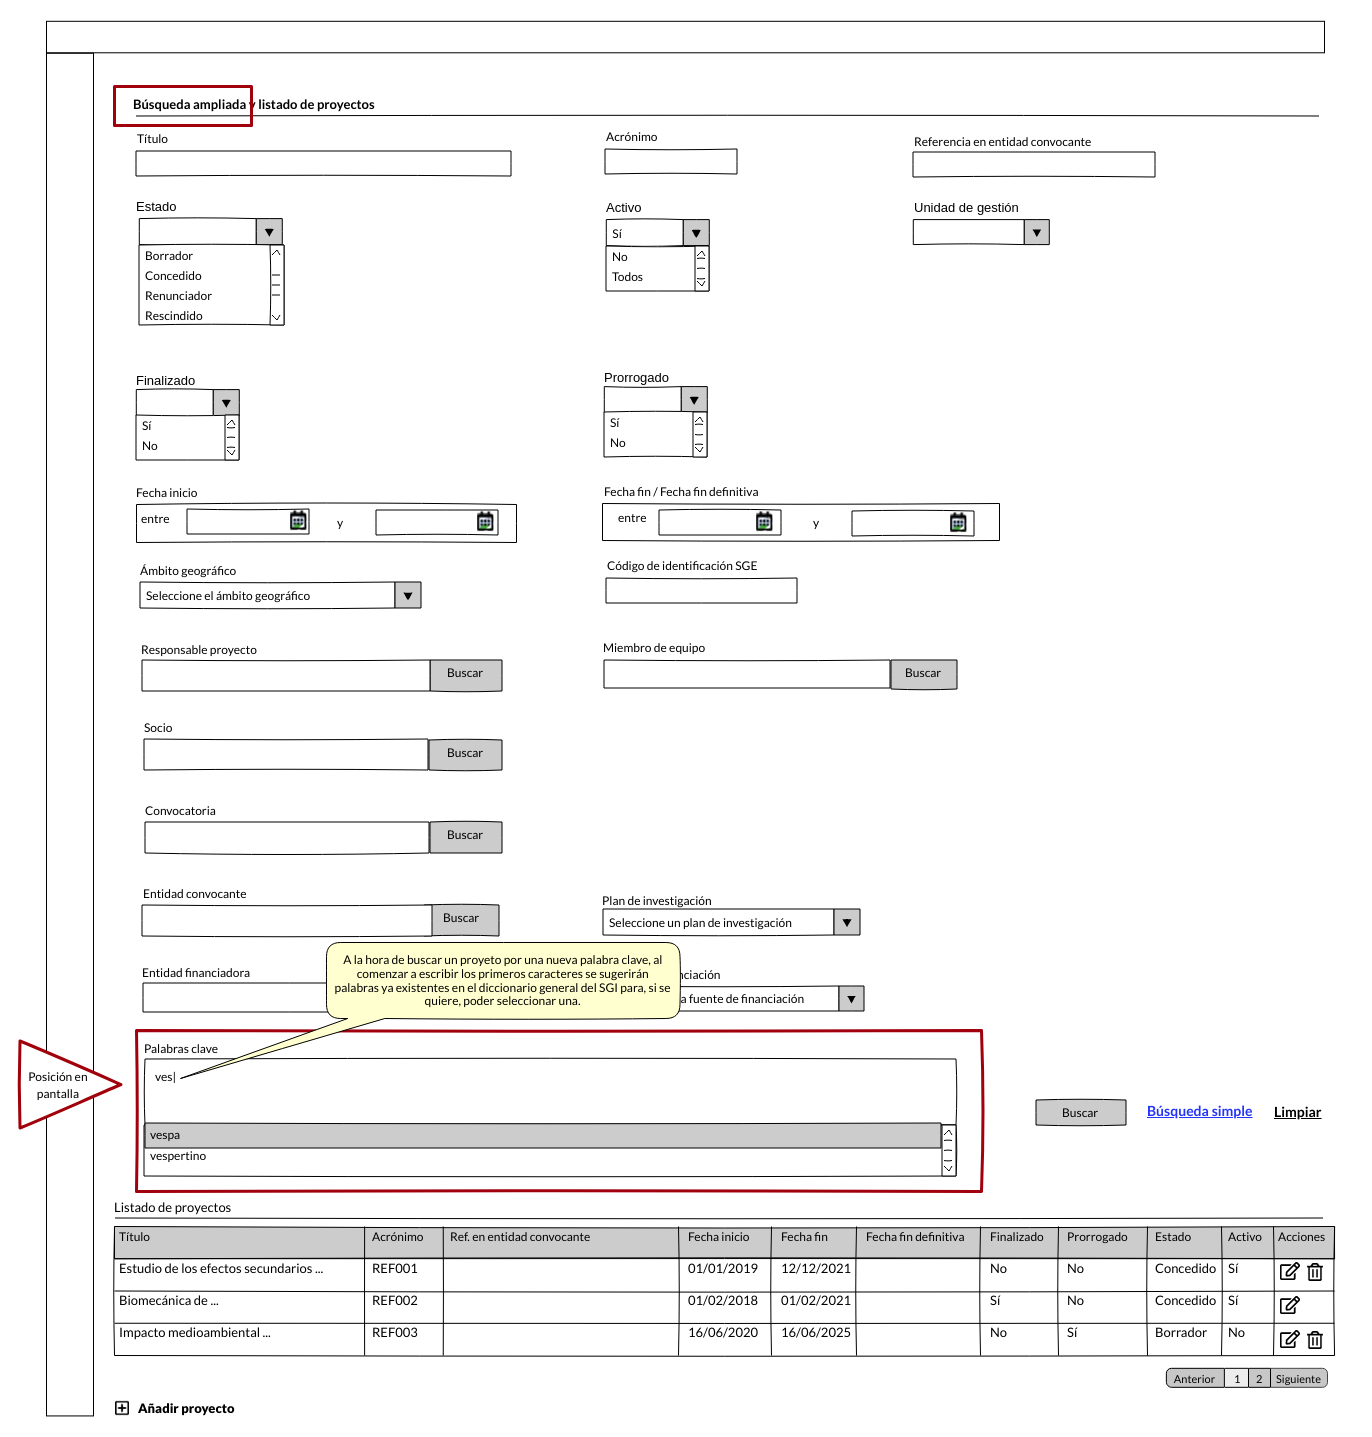 Búsqueda ampliada y listado de proyectos
Título
Acrónimo
Referencia en entidad convocante
Estado
Activo
Unidad de gestión
Sí
Borrador
Concedido
Renunciador
Rescindido
No
Todos
Finalizado
Prorrogado
Sí
No
Sí
No
Fecha inicio
Fecha fin / Fecha fin definitiva
entre
y
entre
y
Ámbito geográfico
Código de identificación SGE
Seleccione el ámbito geográfico
Responsable proyecto
Miembro de equipo
Buscar
Buscar
Socio
Buscar
Convocatoria
Buscar
Entidad convocante
Plan de investigación
Buscar
Seleccione un plan de investigación
A la hora de buscar un proyeto por una nueva palabra clave, al
comenzar a escribir los primeros caracteres se sugerirán
palabras ya existentes en el diccionario general del SGI para, si se
quiere, poder seleccionar una.
Entidad financiadora
nciación
a fuente de financiación
Palabras clave
ves|
Posición en
pantalla
vespa
vespertino
Buscar
Búsqueda simple
Limpiar
Listado de proyectos
Título Acrónimo Ref. en entidad convocante Fecha inicio Fecha fin Fecha fin definitiva Finalizado Prorrogado Estado Activo Acciones
Estudio de los efectos secundarios ... REF001 01/01/2019 12/12/2021 No No Concedido Sí
Biomecánica de ... REF002 01/02/2018 01/02/2021 Sí No Concedido Sí
Impacto medioambiental ... REF003 16/06/2020 16/06/2025 No Sí Borrador No
Anterior 1 2 Siguiente
Añadir proyecto